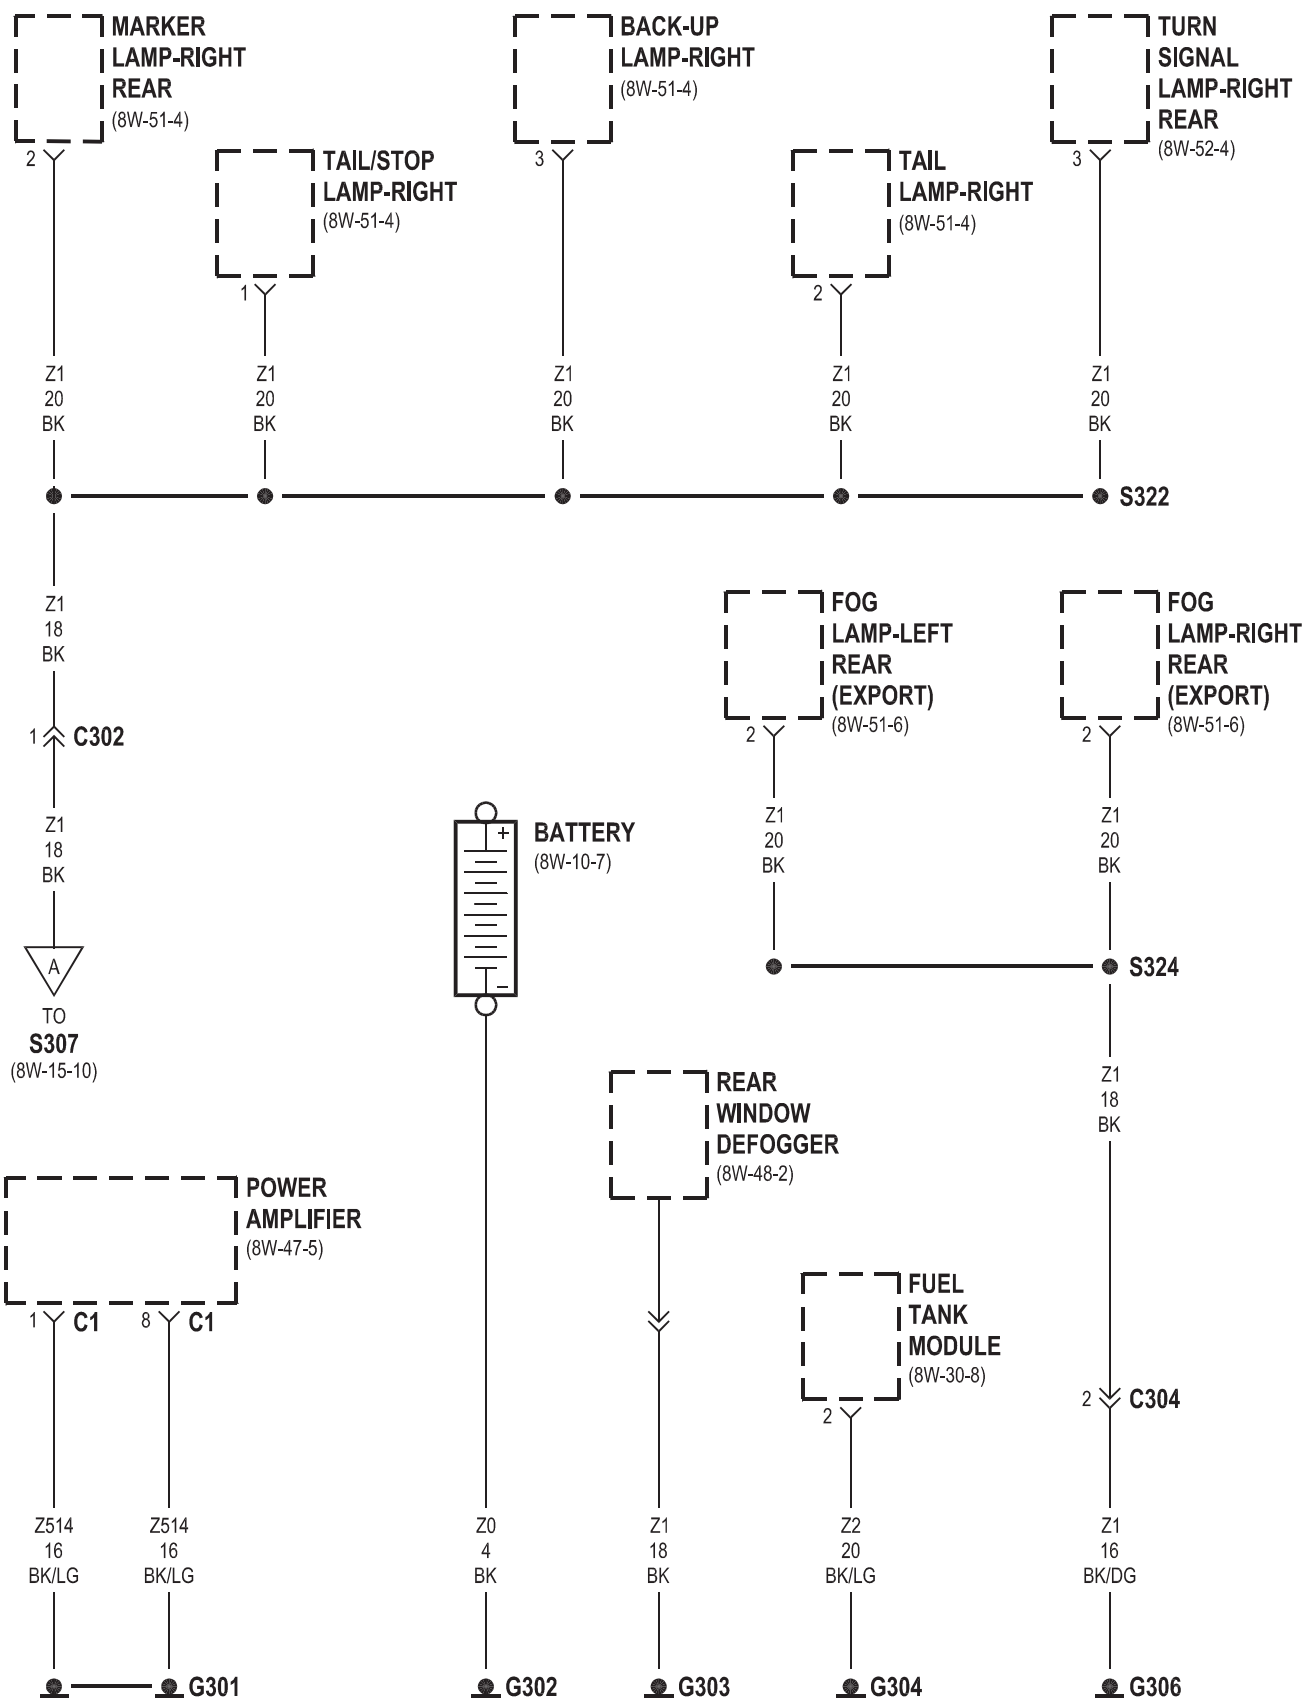 MARKER
LAMP-RIGHT
REAR
(8W-51-4)
2
BACK-UP
LAMP-RIGHT
(8W-51-4)
3
TURN
SIGNAL
LAMP-RIGHT
REAR
(8W-52-4)
3
TAIL/STOP
LAMP-RIGHT
(8W-51-4)
1
TAIL
LAMP-RIGHT
(8W-51-4)
2
Z1
20
BK
Z1
20
BK
Z1
20
BK
Z1
20
BK
Z1
20
BK
S322
Z1
18
BK
1
C302
Z1
18
BK
A
TO
S307
(8W-15-10)
FOG
LAMP-LEFT
REAR
(EXPORT)
(8W-51-6)
2
FOG
LAMP-RIGHT
REAR
(EXPORT)
(8W-51-6)
2
Z1
20
BK
Z1
20
BK
S324
+
BATTERY
(8W-10-7)
−
Z1
18
BK
REAR
WINDOW
DEFOGGER
(8W-48-2)
POWER
AMPLIFIER
(8W-47-5)
1
C1
8
C1
FUEL
TANK
MODULE
(8W-30-8)
2
2
C304
Z514
16
BK/LG
Z514
16
BK/LG
Z0
4
BK
Z1
18
BK
Z2
20
BK/LG
Z1
16
BK/DG
G301
G302
G303
G304
G306